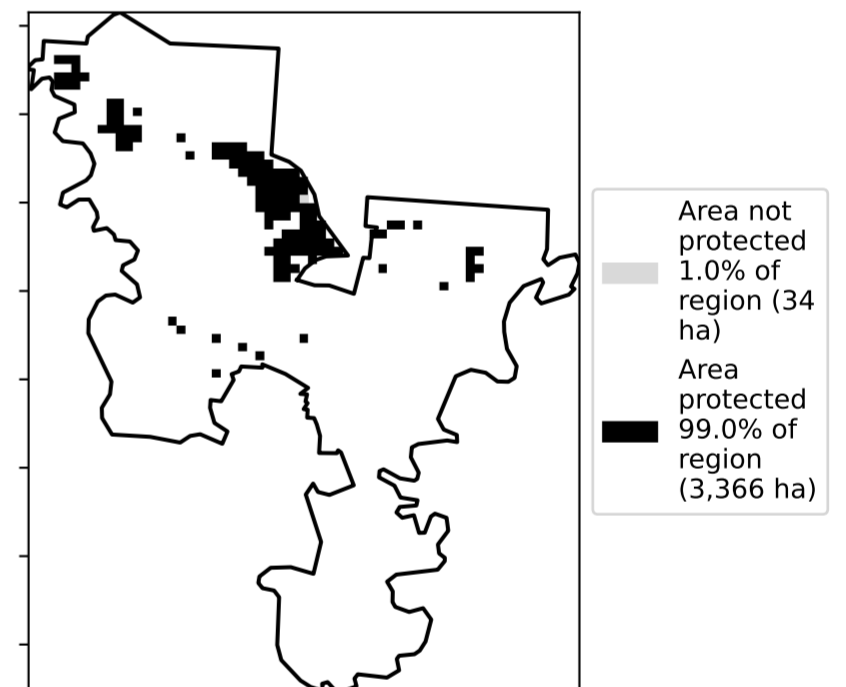 Area not
protected
1.0% of
region (34
ha)
Area
protected
99.0% of
region
(3,366 ha)